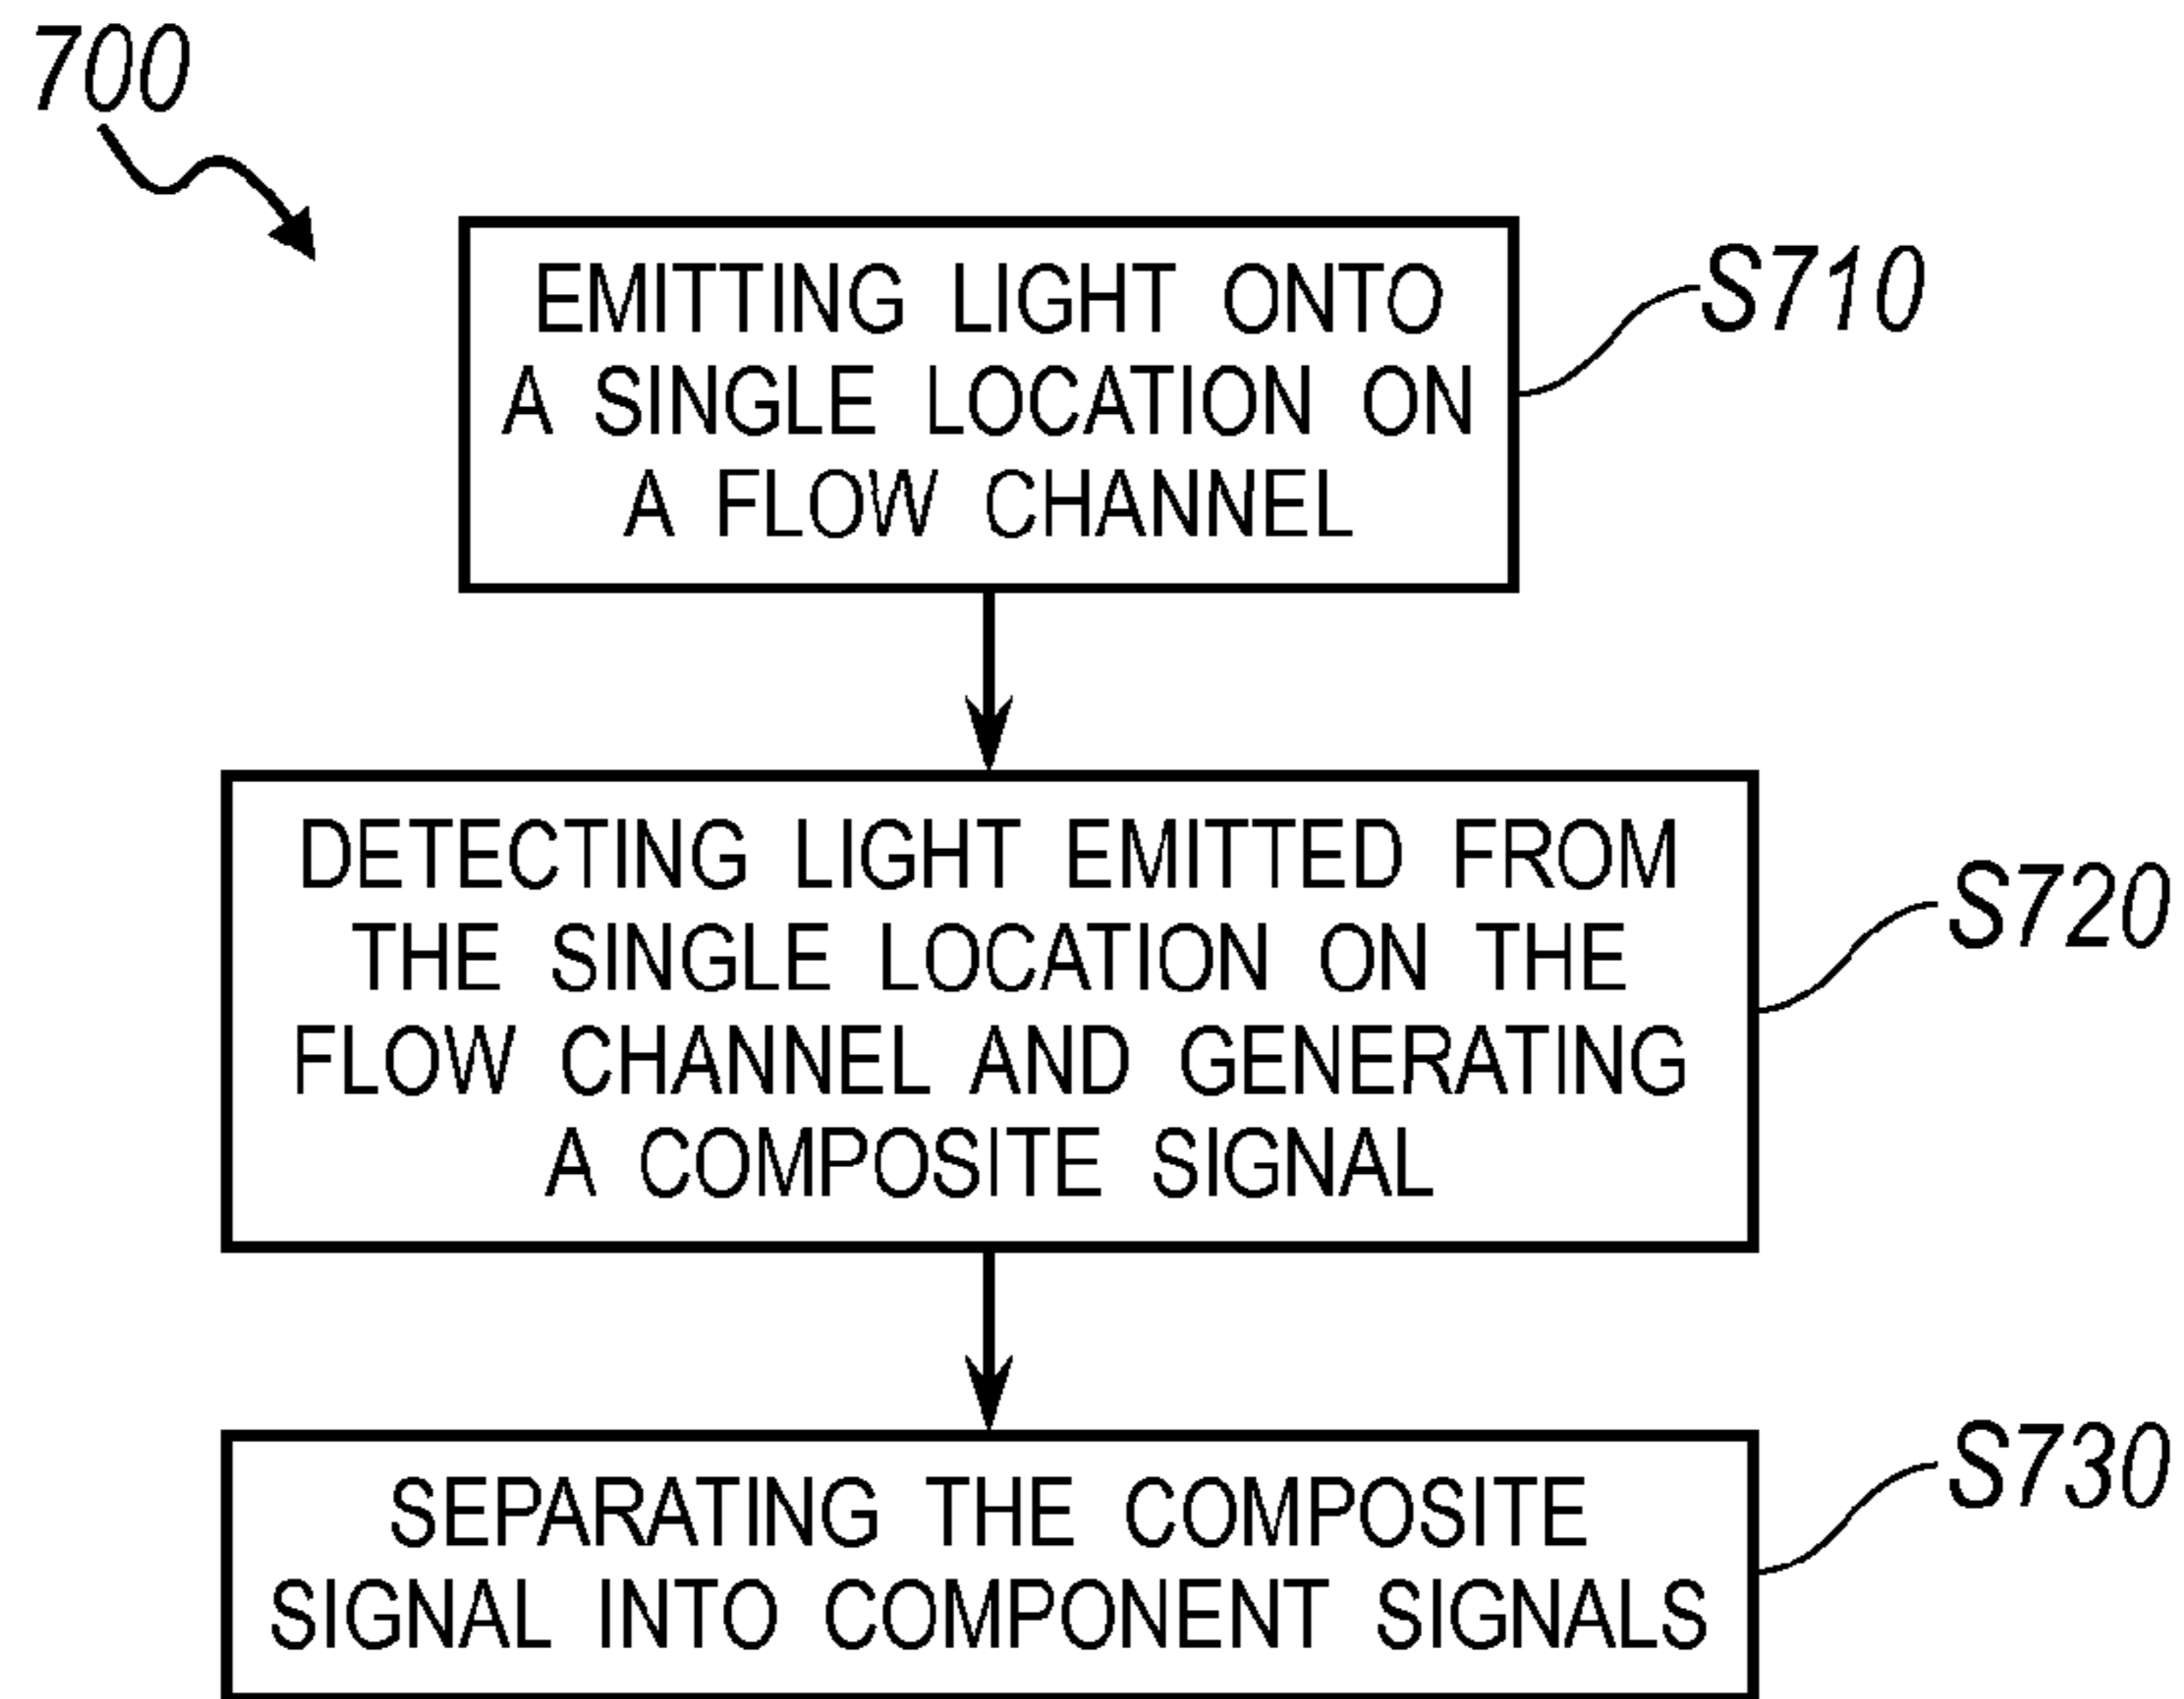 700
EMITTING LIGHT ONTO
A SINGLE LOCATION ON
A FLOW CHANNEL
S710
DETECTING LIGHT EMITTED FROM
THE SINGLE LOCATION ON THE
FLOW CHANNEL AND GENERATING
A COMPOSITE SIGNAL
S720
SEPARATING THE COMPOSITE
SIGNAL INTO COMPONENT SIGNALS
S730